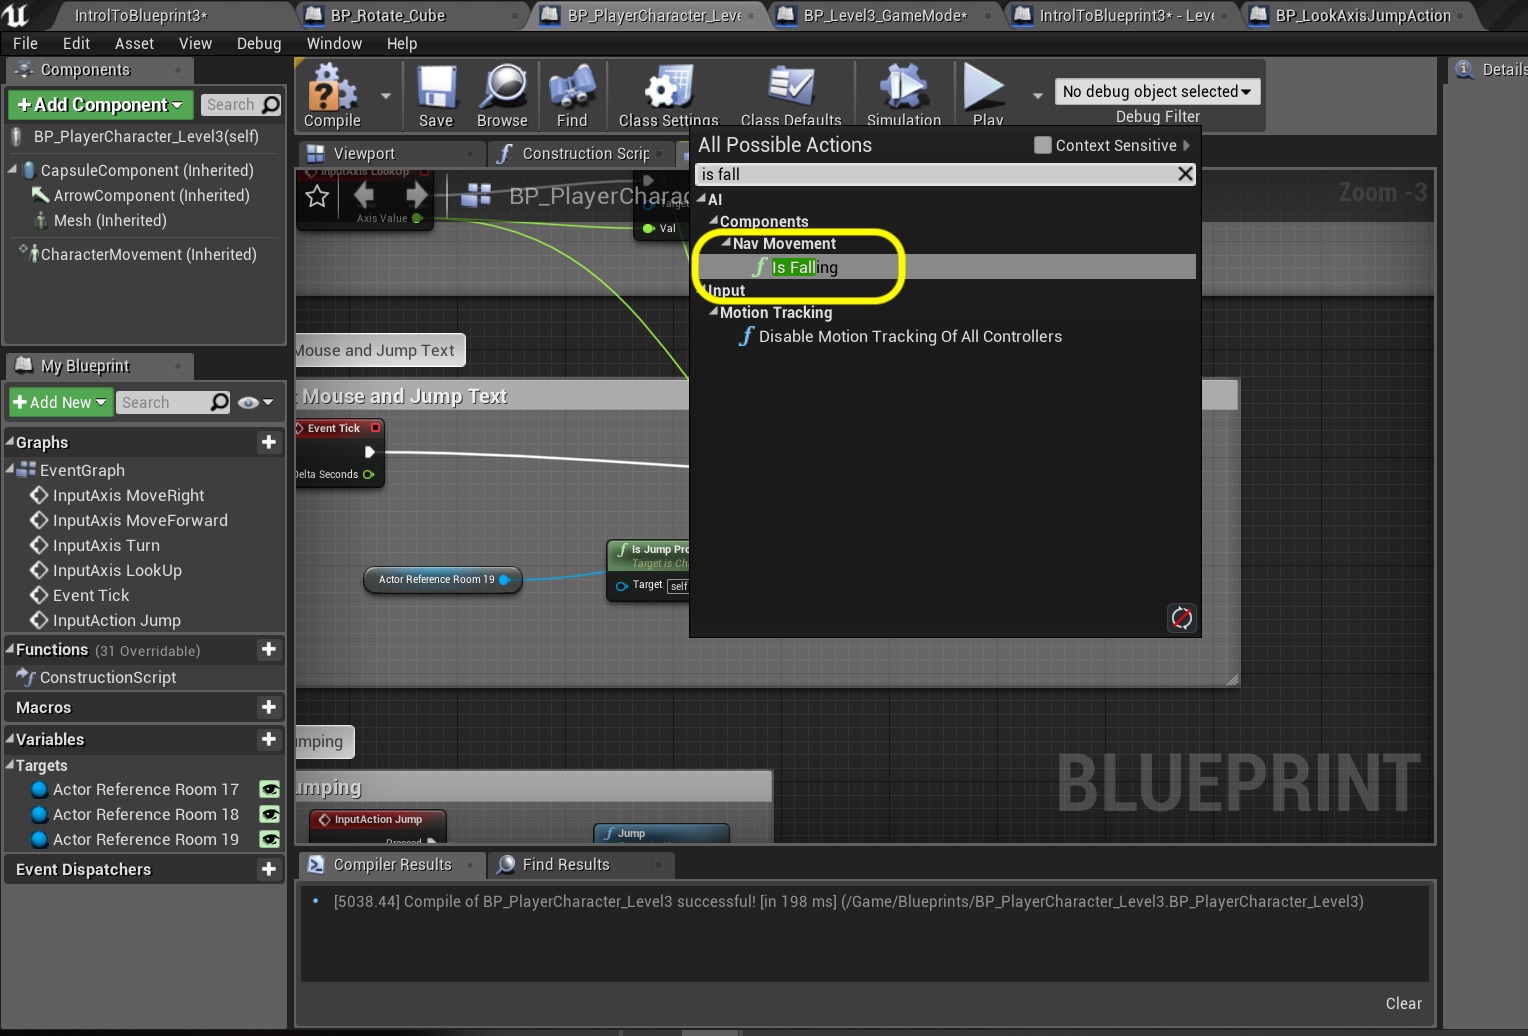 IntrolToBlueprint3*
BP_Rotate_Cube
BP_PlayerCharacter_Leve
BP_Level3_GameMode*
IntrolToBlueprint3* - Leve
BP_LookAxisJumpAction
File Edit Asset View Debug Window Help
Components
Add Component
Search
BP_PlayerCharacter_Level3(self)
CapsuleComponent (Inherited)
ArrowComponent (Inherited)
Mesh (Inherited)
CharacterMovement (Inherited)
My Blueprint
Add New
Search
Graphs
EventGraph
InputAxis MoveRight
InputAxis MoveForward
InputAxis Turn
InputAxis LookUp
Event Tick
InputAction Jump
Functions (31 Overridable)
ConstructionScript
Macros
Variables
Targets
Actor Reference Room 17
Actor Reference Room 18
Actor Reference Room 19
Event Dispatchers
Compile
Save
Browse
Find
Class Settings
Class Defaults
Simulation
Play
No debug object selected
Debug Filter
Details
Viewport
Construction Scrip
InputAxis LookUp
Axis Value
BP_PlayerCharac
Targe
Val
Zoom -3
All Possible Actions
Context Sensitive
is fall
AI
Components
Nav Movement
Is Falling
Input
Motion Tracking
Disable Motion Tracking Of All Controllers
Mouse and Jump Text
: Mouse and Jump Text
Event Tick
Delta Seconds
Actor Reference Room 19
Is Jump Pro
Target is Ch
Target self
umping
umping
InputAction Jump
Pressed
Jump
BLUEPRINT
Compiler Results
Find Results
[5038.44] Compile of BP_PlayerCharacter_Level3 successful! [in 198 ms] (/Game/Blueprints/BP_PlayerCharacter_Level3.BP_PlayerCharacter_Level3)
Clear